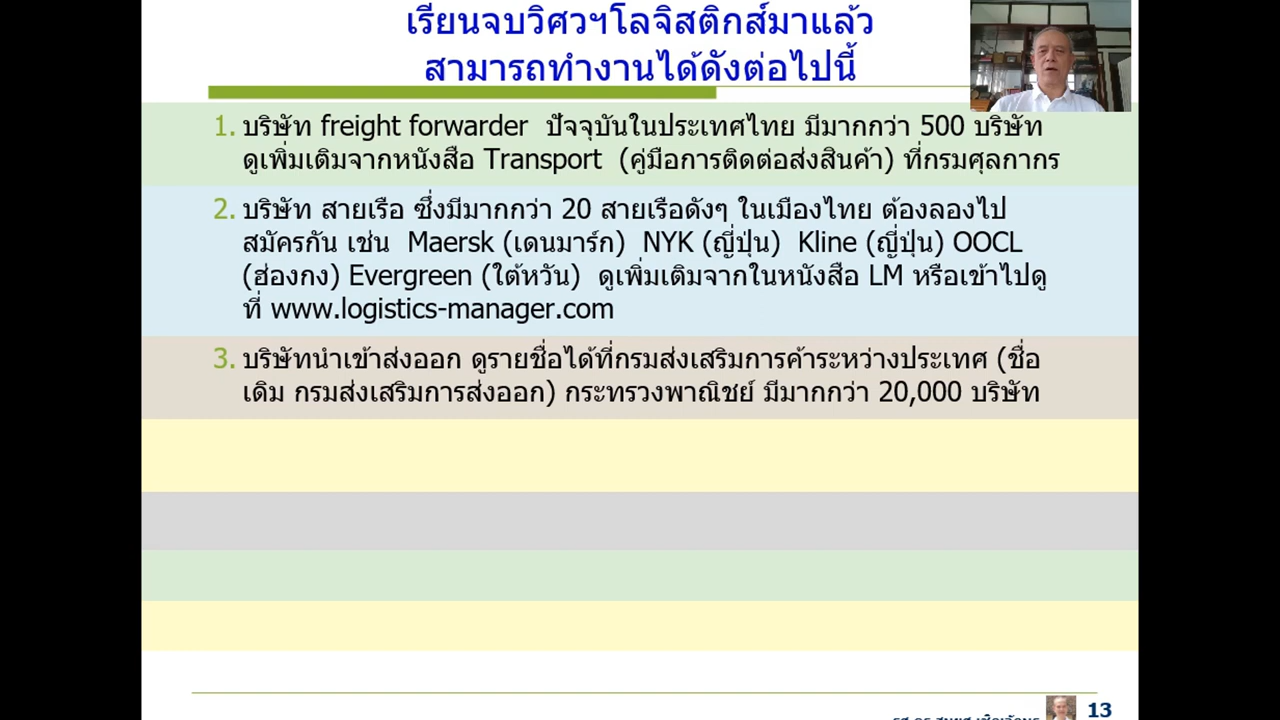 เรียนจบวิศวฯโลจิสติกส์มาแล้ว
สามารถทำงานได้ดังต่อไปนี้
1. บริษัท freight forwarder ปัจจุบันในประเทศไทย มีมากกว่า 500 บริษัท
ดูเพิ่มเติมจากหนังสือ Transport (คู่มือการติดต่อส่งสินค้า) ที่กรมศุลกากร
2. บริษัท สายเรือ ซึ่งมีมากกว่า 20 สายเรือดังๆ ในเมืองไทย ต้องลองไป
สมัครกัน เช่น Maersk (เดนมาร์ก) NYK (ญี่ปุ่น) Kline (ญี่ปุ่น) OOCL
(ฮ่องกง) Evergreen (ใต้หวัน) ดูเพิ่มเติมจากในหนังสือ LM หรือเข้าไปดู
ที่ www.logistics-manager.com
3. บริษัทนำเข้าส่งออก ดูรายชื่อได้ที่กรมส่งเสริมการค้าระหว่างประเทศ (ชื่อ
เดิม กรมส่งเสริมการส่งออก) กระทรวงพาณิชย์ มีมากกว่า 20,000 บริษัท
13